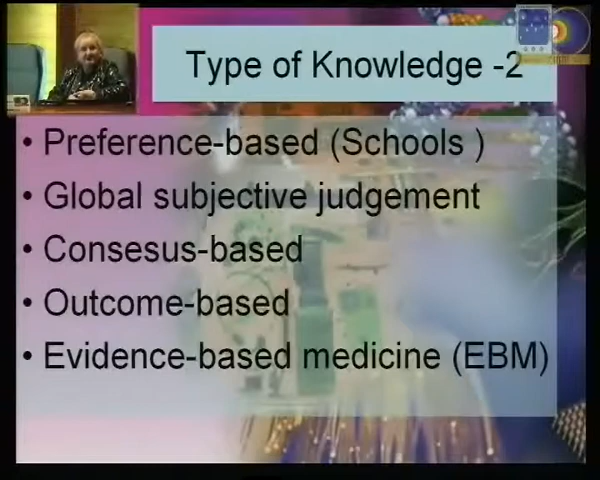 Type of Knowledge -2
• Preference-based (Schools )
• Global subjective judgement
• Consesus-based
• Outcome-based
• Evidence-based medicine (EBM)